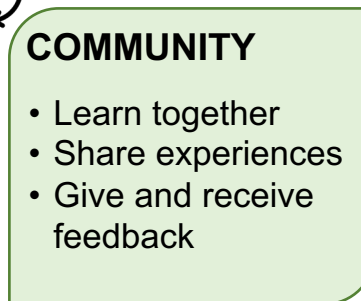 COMMUNITY
• Learn together
• Share experiences
• Give and receive
feedback